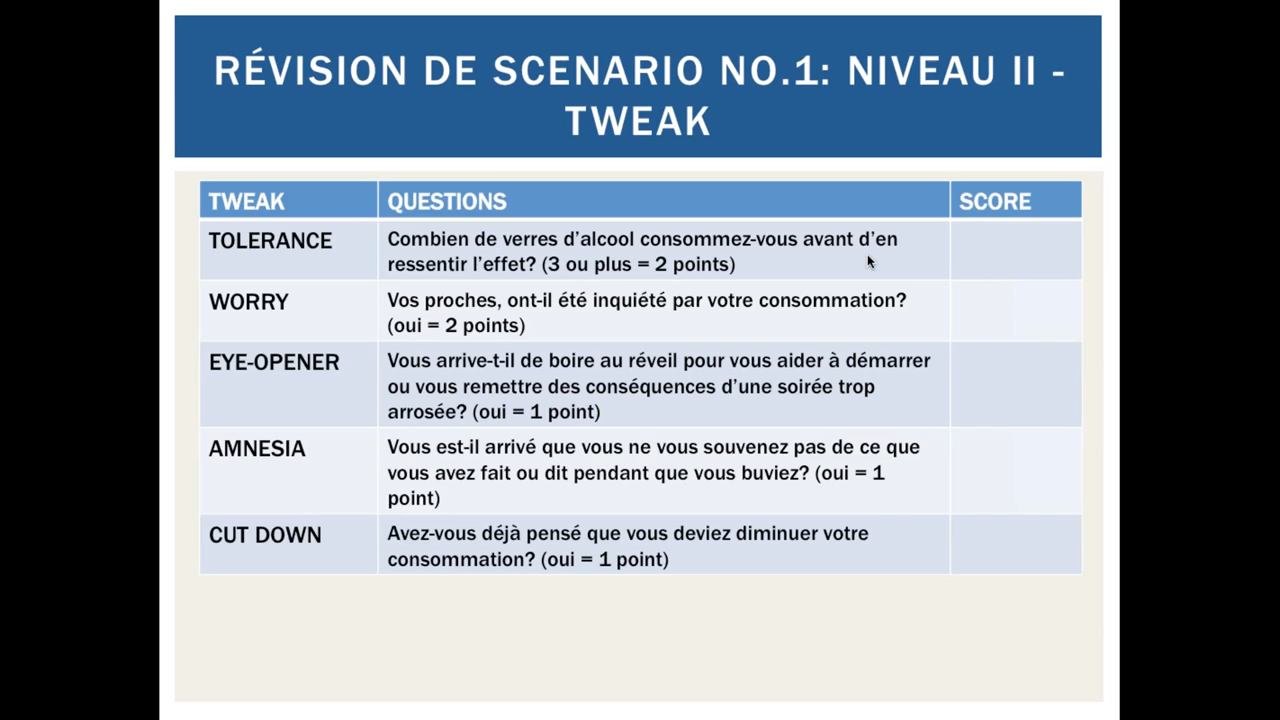 RÉVISION DE SCENARIO NO.1: NIVEAU II -
TWEAK
TWEAK QUESTIONS SCORE
TOLERANCE Combien de verres d'alcool consommez-vous avant d'en
ressentir l'effet? (3 ou plus = 2 points)
WORRY Vos proches, ont-il été inquiété par votre consommation?
(oui = 2 points)
EYE-OPENER Vous arrive-t-il de boire au réveil pour vous aider à démarrer
ou vous remettre des conséquences d'une soirée trop
arrosée? (oui = 1 point)
AMNESIA Vous est-il arrivé que vous ne vous souvenez pas de ce que
vous avez fait ou dit pendant que vous buviez? (oui = 1
point)
CUT DOWN Avez-vous déjà pensé que vous deviez diminuer votre
consommation? (oui = 1 point)